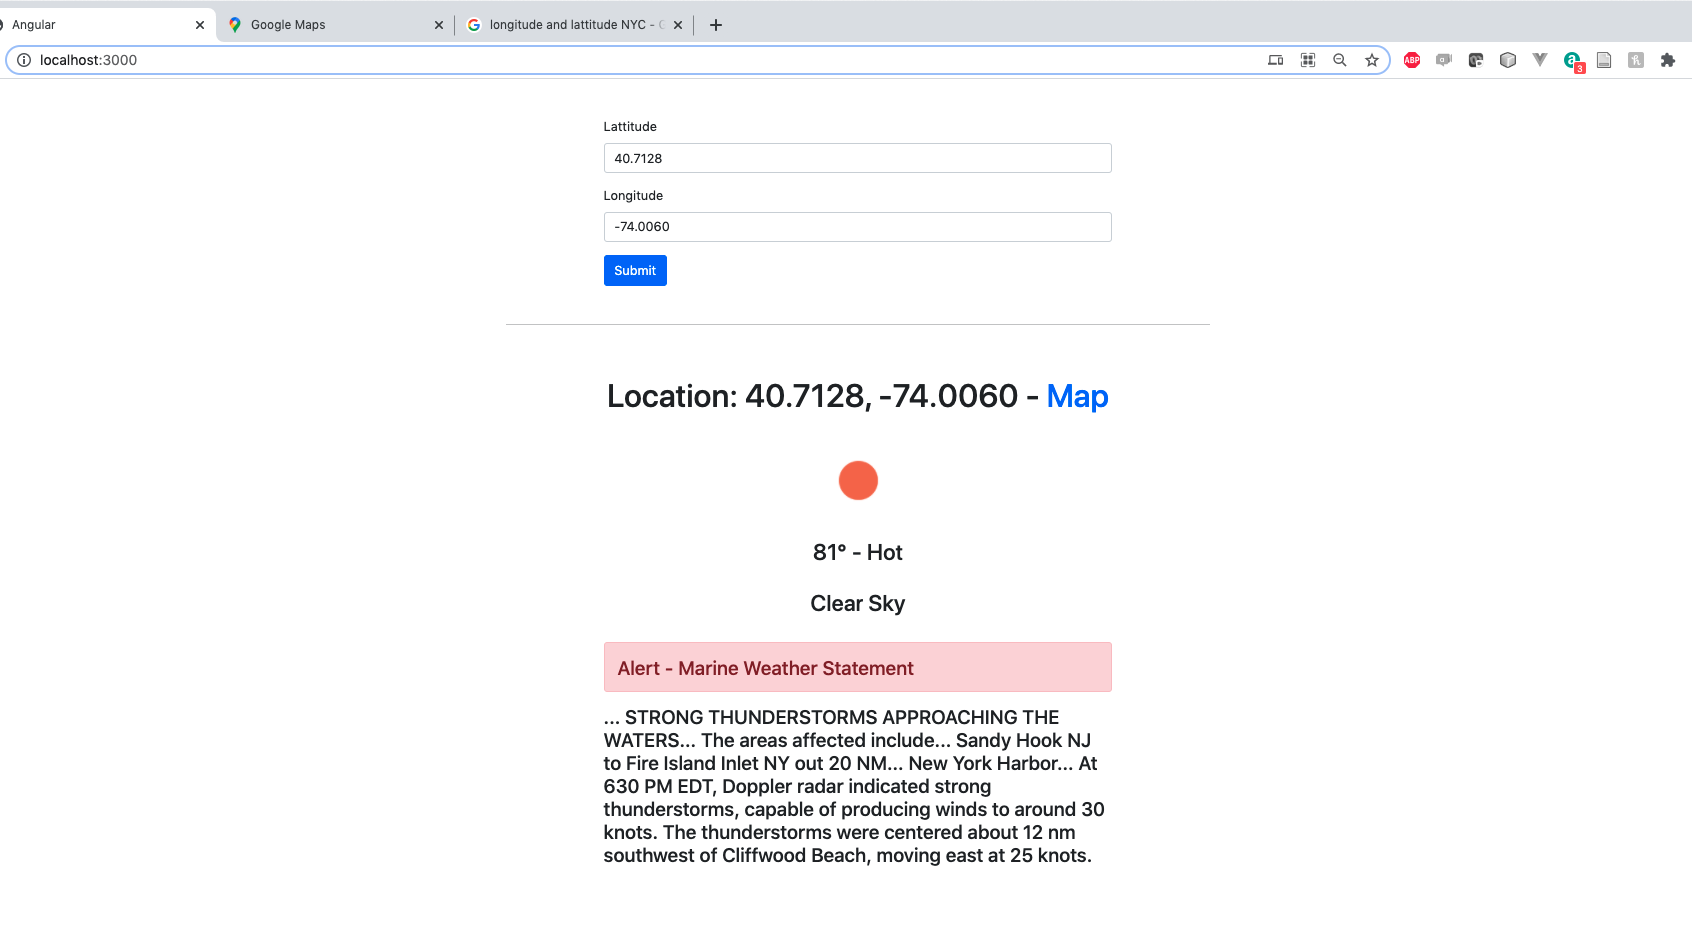 Angular
Google Maps
longitude and lattitude NYC - G
localhost:3000
ABP
3
Lattitude
40.7128
Longitude
-74.0060
Submit
Location: 40.7128, -74.0060 - Map
81° - Hot
Clear Sky
Alert - Marine Weather Statement
... STRONG THUNDERSTORMS APPROACHING THE
WATERS... The areas affected include... Sandy Hook NJ
to Fire Island Inlet NY out 20 NM... New York Harbor... At
630 PM EDT, Doppler radar indicated strong
thunderstorms, capable of producing winds to around 30
knots. The thunderstorms were centered about 12 nm
southwest of Cliffwood Beach, moving east at 25 knots.